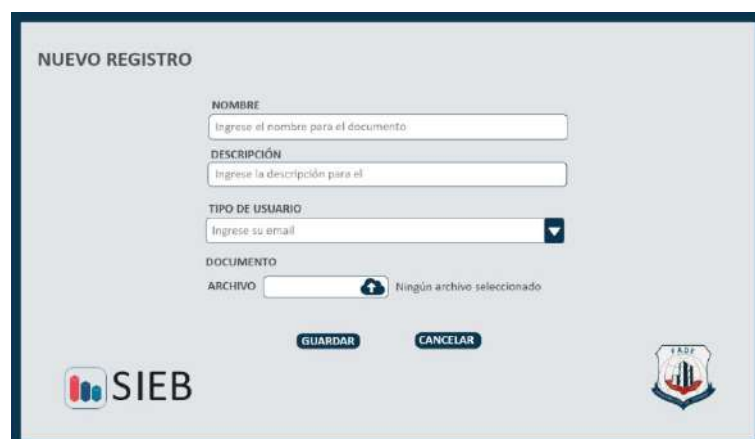 NUEVO REGISTRO
NOMBRE
Ingrese el nombre para el documento
DESCRIPCIÓN
Ingrese la descripción para el
TIPO DE USUARIO
Ingrese su email
DOCUMENTO
ARCHIVO Ningún archivo seleccionado
GUARDAR CANCELAR
SIEB